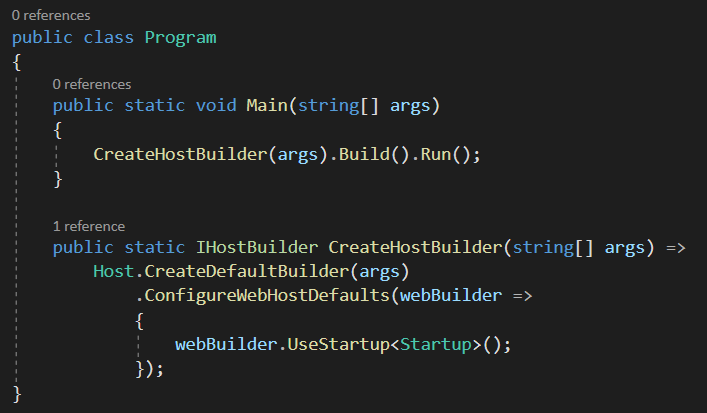 0 references
public class Program
{
0 references
public static void Main(string[] args)
{
CreateHostBuilder(args).Build().Run();
}
1 reference
public static IHostBuilder CreateHostBuilder(string[] args) =>
Host.CreateDefaultBuilder(args)
.ConfigureWebHostDefaults(webBuilder =>
{
webBuilder.UseStartup<Startup>();
});
}